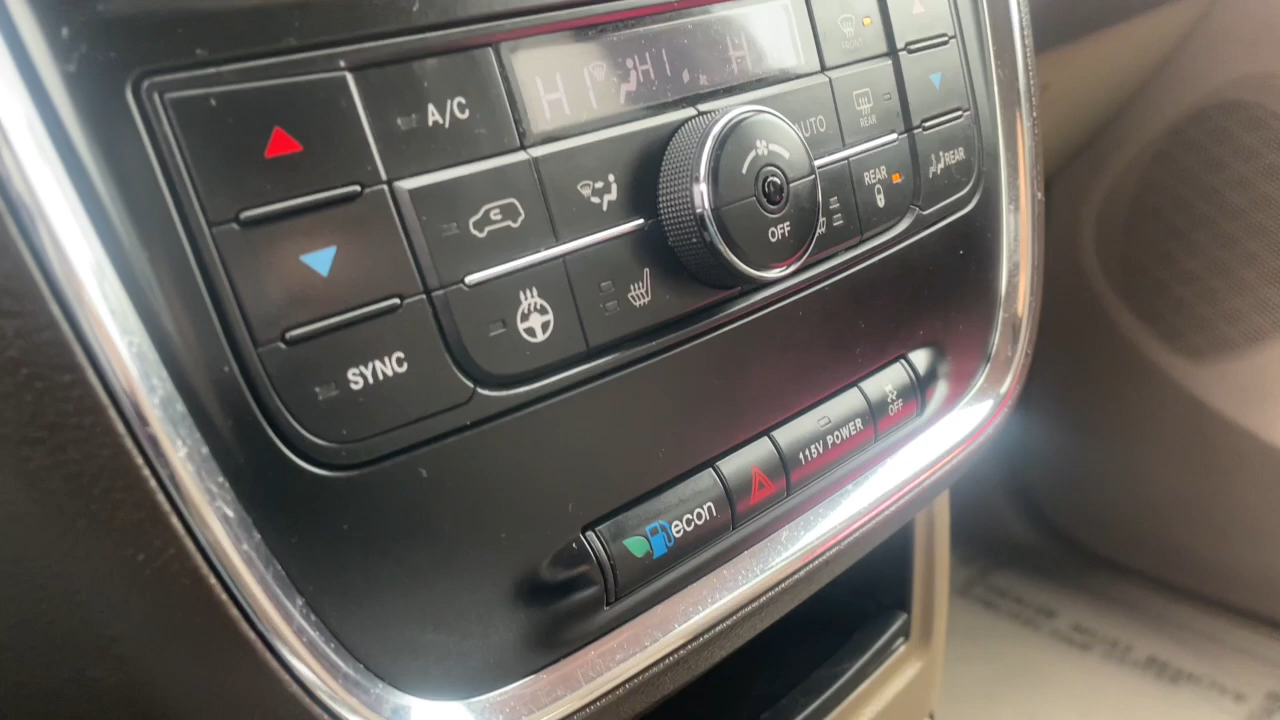 A/C
HI
HI
H
FRONT
AUTO
REAR
REAR
REAR
OFF
SYNC
econ
115V POWER
OFF